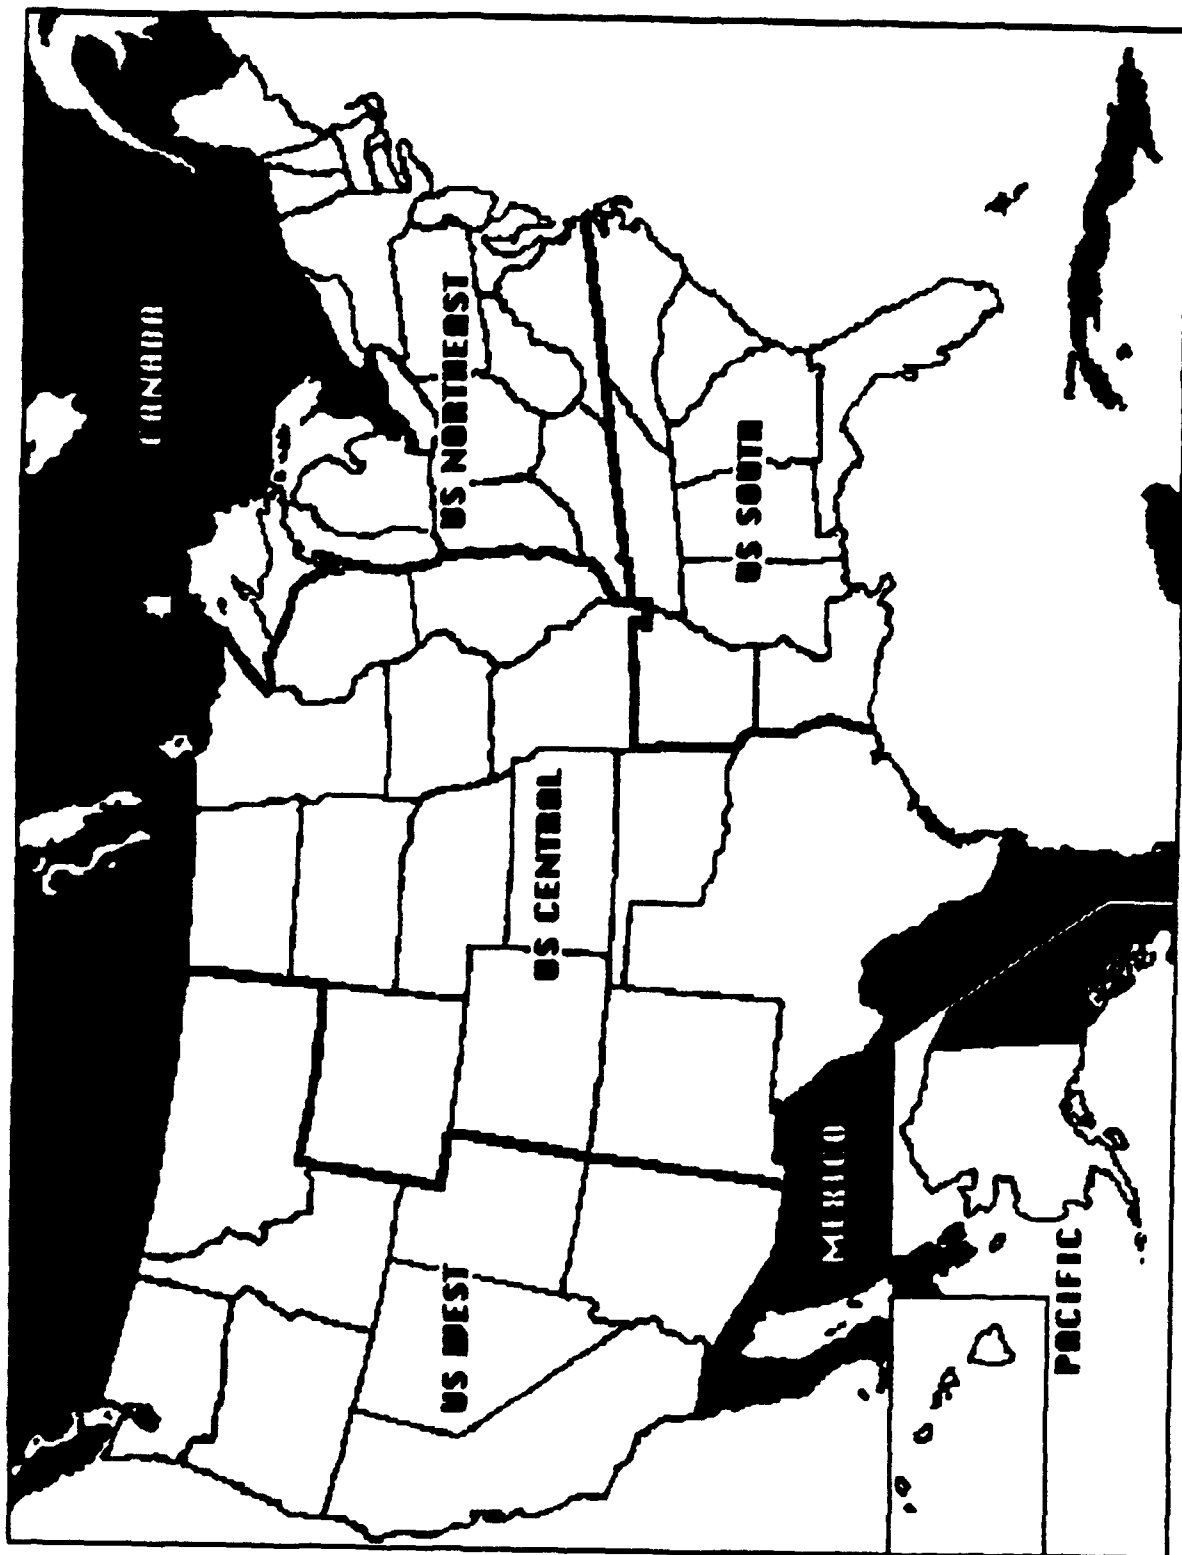 CANADA
US NORTHEAST
US SOUTH
US CENTRAL
US WEST
MEXICO
PACIFIC